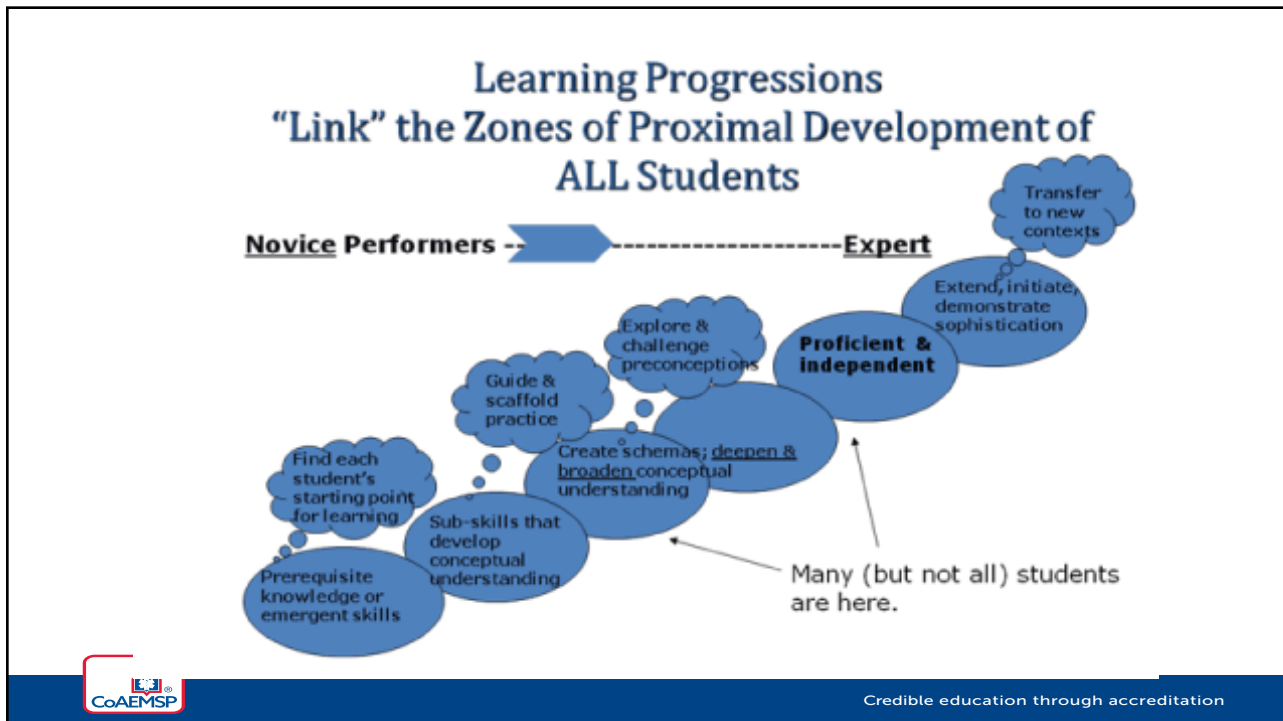 Learning Progressions
“Link” the Zones of Proximal Development of
ALL Students
Transfer
to new
contexts
Novice Performers -- --------------------Expert
Extend, initiate,
demonstrate
sophistication
Explore &
challenge
preconceptions
Proficient &
independent
Guide &
scaffold
practice
Create schemas; deepen &
broaden conceptual
understanding
Find each
student's
starting point
for learning
Sub-skills that
develop
conceptual
understanding
Prerequisite
knowledge or
emergent skills
Many (but not all) students
are here.
CoAEMSP
®
Credible education through accreditation